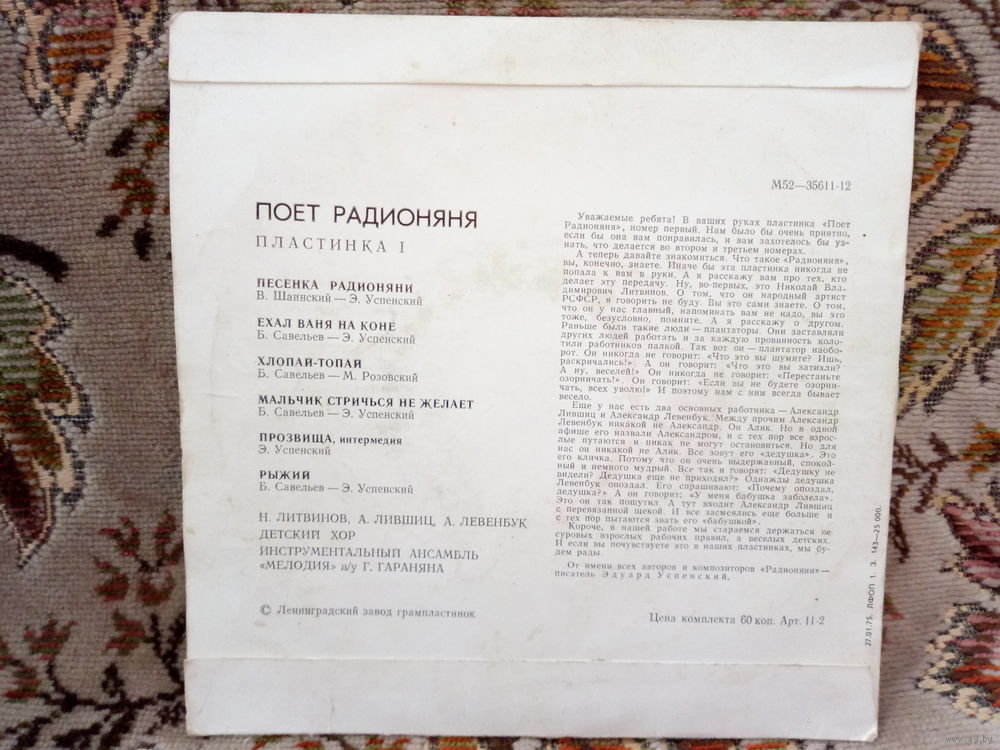 М52—35611-12
ПОЕТ РАДИОНЯНЯ
ПЛАСТИНКА I
ПЕСЕНКА РАДИОНЯНИ
В. Шаинский — Э. Успенский
ЕХАЛ ВАНЯ НА КОНЕ
Б. Савельев — Э. Успенский
ХЛОПАЙ-ТОПАЙ
Б. Савельев — М. Розовский
МАЛЬЧИК СТРИЧЬСЯ НЕ ЖЕЛАЕТ
Б. Савельев — Э. Успенский
ПРОЗВИЩА, интермедия
Э. Успенский
РЫЖИЙ
Б. Савельев — Э. Успенский
Н. ЛИТВИНОВ, А. ЛИВШИЦ, А. ЛЕВЕНБУК
ДЕТСКИЙ ХОР
ИНСТРУМЕНТАЛЬНЫЙ АНСАМБЛЬ
«МЕЛОДИЯ» п/у Г. ГАРАНЯНА
© Ленинградский завод грампластинок
Уважаемые ребята! В ваших руках пластинка «Поет
Радионяня», номер первый. Нам было бы очень приятно,
если бы она вам понравилась, и вам захотелось бы уз-
нать, что делается во втором и третьем номерах.
А теперь давайте знакомиться. Что такое «Радионяня»,
вы, конечно, знаете. Иначе бы эта пластинка никогда не
попала к вам в руки. А я расскажу вам про тех, кто
делает эту передачу. Ну, во-первых, это Николай Вла-
димирович Литвинов. О том, что он народный артист
РСФСР, я говорить не буду. Вы это сами знаете. О том,
что он у нас главный, напоминать вам не надо, вы это
тоже, безусловно, помните. А я расскажу о другом.
Раньше были такие люди — плантаторы. Они заставляли
других людей работать и за каждую провинность коло-
тили работников палкой. Так вот он — плантатор наобо-
рот. Он никогда не говорит: «Что это вы шумите? Ишь,
раскричались!». А он говорит: «Что это вы затихли?
А ну, веселей!» Он никогда не говорит: «Перестаньте
озорничать!». Он говорит: «Если вы не будете озорни-
чать, всех уволю!» И поэтому нам с ним всегда бывает
весело.
Еще у нас есть два основных работника — Александр
Лившиц и Александр Левенбук. Между прочим Александр
Левенбук никакой не Александр. Он Алик. Но в одной
афише его назвали Александром, и с тех пор все взрос-
лые путаются и никак не могут остановиться. Но для
нас он никакой не Алик. Все зовут его «дедушка». Это
его кличка. Потому что он очень выдержанный, спокой-
ный и немного мудрый. Все так и говорят: «Дедушку не
видели? Дедушка еще не приходил?» Однажды дедушка
Левенбук опоздал. Его спрашивают: «Почему опоздал,
дедушка?» А он говорит: «У меня бабушка заболела».
Это он так пошутил. А тут входит Александр Лившиц
с перевязанной щекой. И все засмеялись еще больше и
с тех пор пытаются звать его «бабушкой».
Короче, в нашей работе мы стараемся держаться не
суровых взрослых рабочих правил, а веселых детских.
И если вы почувствуете это в наших пластинках, мы бу-
дем рады.
От имени всех авторов и композиторов «Радионяни» —
писатель Эдуард Успенский.
Цена комплекта 60 коп. Арт. 11-2
27.01.75. ЛФОП 1. З. 143—25 000.
www.ay.by